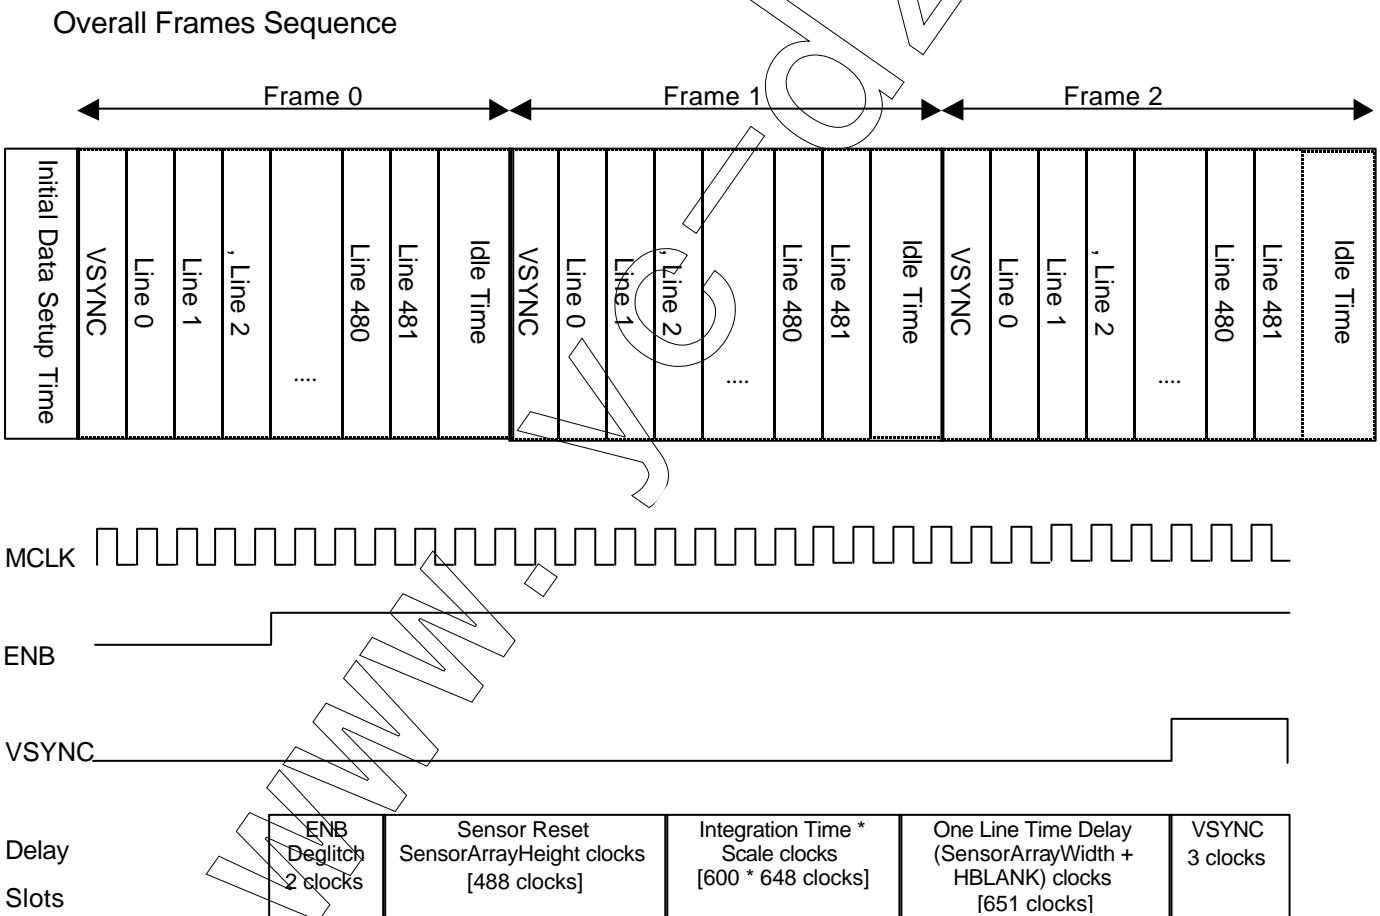 Overall Frames Sequence
Frame 0
Frame 1
Frame 2
Initial Data Setup Time
VSYNC
Line 0
Line 1
, Line 2
....
Line 480
Line 481
Idle Time
VSYNC
Line 0
Line 1
, Line 2
....
Line 480
Line 481
Idle Time
VSYNC
Line 0
Line 1
, Line 2
....
Line 480
Line 481
Idle Time
MCLK
ENB
VSYNC
Delay
Slots
ENB
Deglitch
2 clocks
Sensor Reset
SensorArrayHeight clocks
[488 clocks]
Integration Time *
Scale clocks
[600 * 648 clocks]
One Line Time Delay
(SensorArrayWidth +
HBLANK) clocks
[651 clocks]
VSYNC
3 clocks